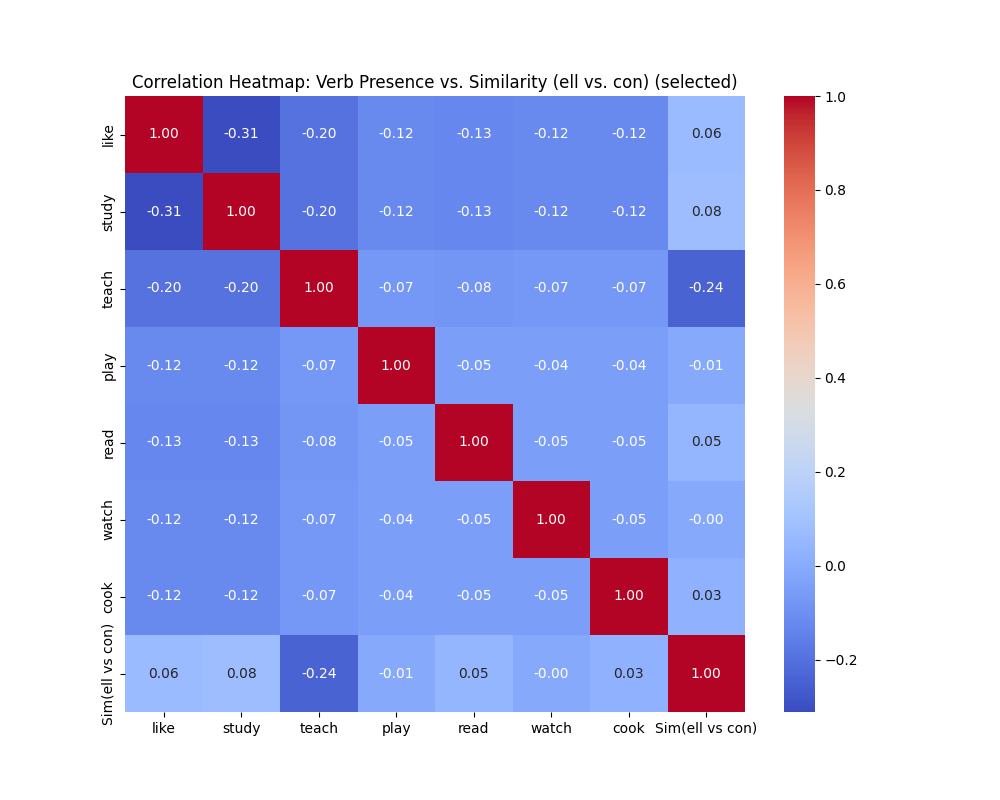 Correlation Heatmap: Verb Presence vs. Similarity (ell vs. con) (selected)
like 1.00 -0.31 -0.20 -0.12 -0.13 -0.12 -0.12 0.06
study -0.31 1.00 -0.20 -0.12 -0.13 -0.12 -0.12 0.08
teach -0.20 -0.20 1.00 -0.07 -0.08 -0.07 -0.07 -0.24
play -0.12 -0.12 -0.07 1.00 -0.05 -0.04 -0.04 -0.01
read -0.13 -0.13 -0.08 -0.05 1.00 -0.05 -0.05 0.05
watch -0.12 -0.12 -0.07 -0.04 -0.05 1.00 -0.05 -0.00
cook -0.12 -0.12 -0.07 -0.04 -0.05 -0.05 1.00 0.03
Sim(ell vs con) 0.06 0.08 -0.24 -0.01 0.05 -0.00 0.03 1.00
like study teach play read watch cook Sim(ell vs con)
1.0
0.8
0.6
0.4
0.2
0.0
−0.2